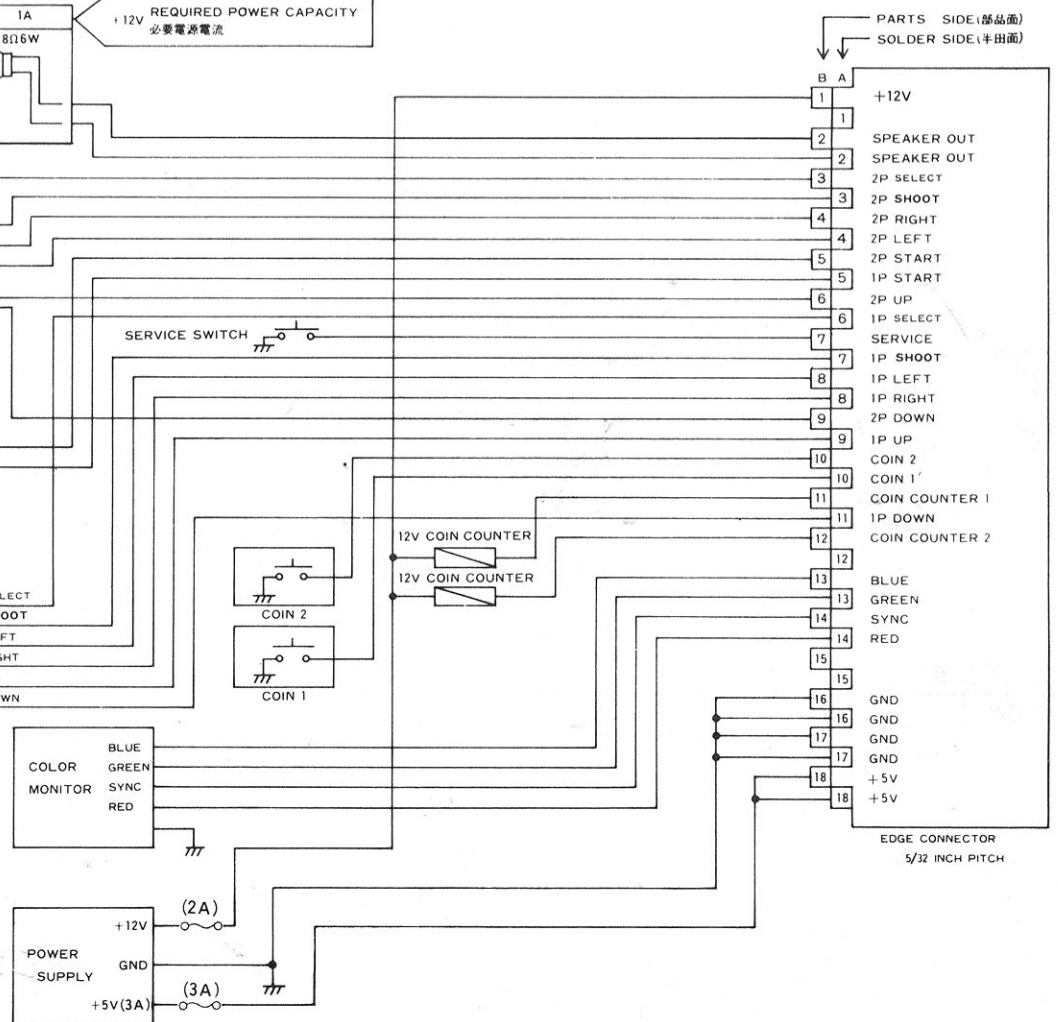 1A
8Ω6W
+12V
REQUIRED POWER CAPACITY
必要電源電流
PARTS SIDE(部品面)
SOLDER SIDE(半田面)
B A
1 +12V
1
2 SPEAKER OUT
2 SPEAKER OUT
3 2P SELECT
3 2P SHOOT
4 2P RIGHT
4 2P LEFT
5 2P START
5 1P START
6 2P UP
6 1P SELECT
SERVICE SWITCH
7 SERVICE
7 1P SHOOT
8 1P LEFT
8 1P RIGHT
9 2P DOWN
9 1P UP
10 COIN 2
10 COIN 1
11 COIN COUNTER 1
11 1P DOWN
12 COIN COUNTER 2
12
13 BLUE
13 GREEN
14 SYNC
14 RED
15
15
16 GND
16 GND
17 GND
17 GND
18 +5V
18 +5V
EDGE CONNECTOR
5/32 INCH PITCH
12V COIN COUNTER
12V COIN COUNTER
COIN 2
COIN 1
LECT
OOT
FT
GHT
WN
COLOR
MONITOR
BLUE
GREEN
SYNC
RED
POWER
SUPPLY
+12V
(2A)
GND
+5V(3A)
(3A)